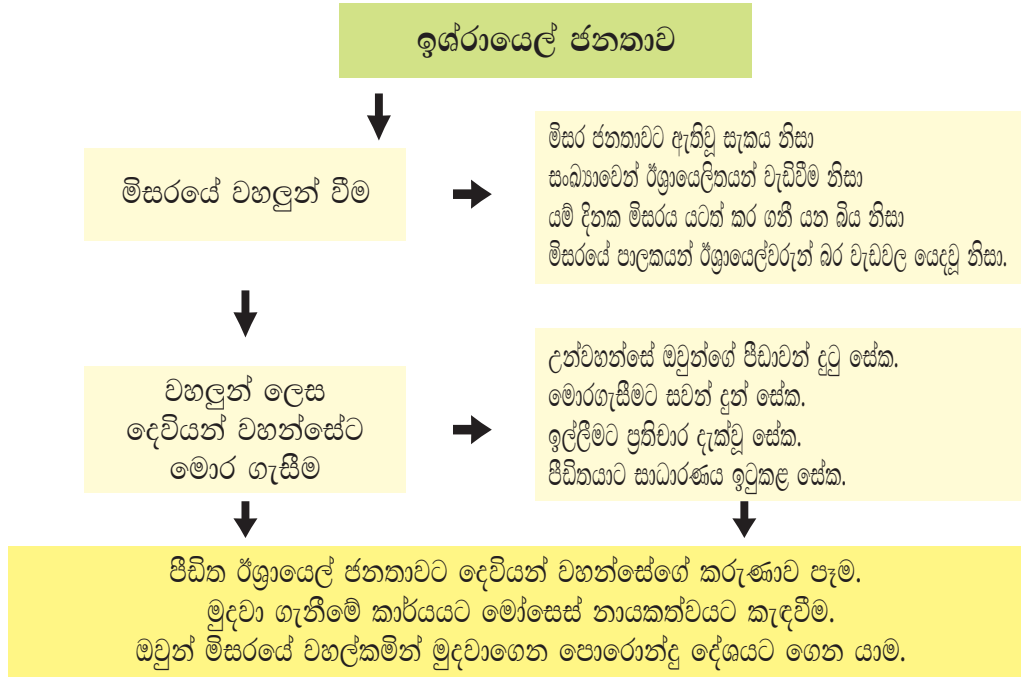 ඉශ්රායෙල් ජනතාව
මිසරයේ වහලුන් වීම
මිසර ජනතාවට ඇතිවූ සැකය නිසා
සංඛ්‍යාවෙන් ඊශ්‍රායෙලිතයන් වැඩිවීම නිසා
යම් දිනක මිසරය යටත් කර ගනී යන බිය නිසා
මිසරයේ පාලකයන් ඊශ්‍රායෙල්වරුන් බර වැඩවල යෙදවූ නිසා.
වහලුන් ලෙස
දෙවියන් වහන්සේට
මොර ගැසීම
උන්වහන්සේ ඔවුන්ගේ පීඩාවන් දුටු සේක.
මොරගැසීමට සවන් දුන් සේක.
ඉල්ලීමට ප්‍රතිචාර දැක්වූ සේක.
පීඩිතයාට සාධාරණය ඉටුකළ සේක.
පීඩිත ඊශ්‍රායෙල් ජනතාවට දෙවියන් වහන්සේගේ කරුණාව පෑම.
මුදවා ගැනීමේ කාර්යයට මෝසෙස් නායකත්වයට කැඳවීම.
ඔවුන් මිසරයේ වහල්කමින් මුදවාගෙන පොරොන්දු දේශයට ගෙන යාම.